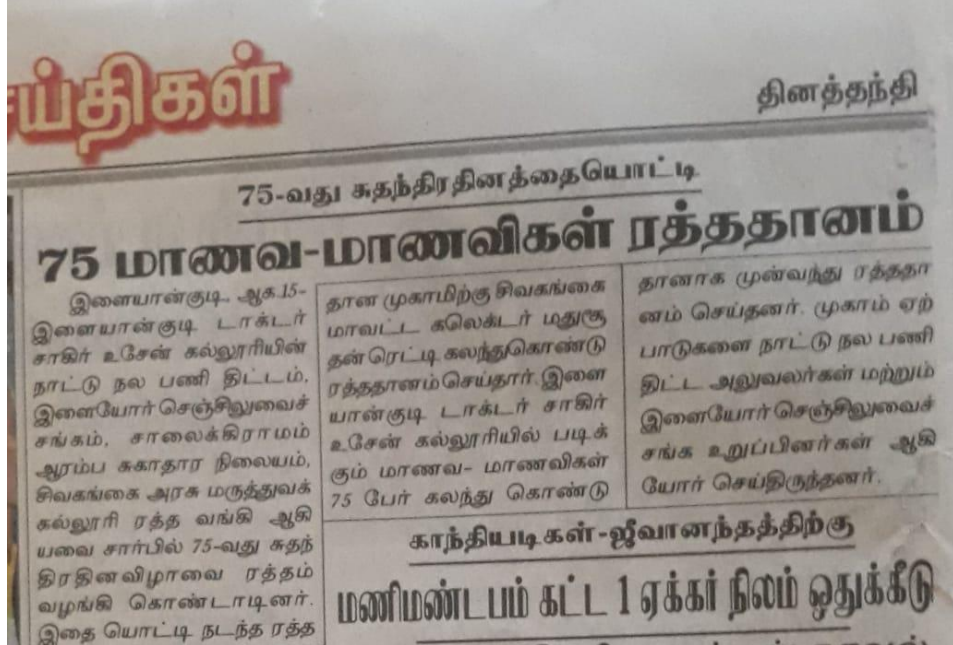 ய்திகள்
தினத்தந்தி
75-வது சுதந்திரதினத்தையொட்டி
75 மாணவ-மாணவிகள் ரத்ததானம்
இளையான்குடி, ஆக.15-
இளையான்குடி டாக்டர்
சாகிர் உசேன் கல்லூரியின்
நாட்டு நல பணி திட்டம்,
இளையோர் செஞ்சிலுவைச்
சங்கம், சாலைக்கிராமம்
ஆரம்ப சுகாதார நிலையம்,
சிவகங்கை அரசு மருத்துவக்
கல்லூரி ரத்த வங்கி ஆகி
யவை சார்பில் 75-வது சுதந்
திரதினவிழாவை ரத்தம்
வழங்கி கொண்டாடினர்.
இதை யொட்டி நடந்த ரத்த
தான முகாமிற்கு சிவகங்கை
மாவட்ட கலெக்டர் மதுசூ
தன்ரெட்டி கலந்துகொண்டு
ரத்ததானம்செய்தார். இளை
யான்குடி டாக்டர் சாகிர்
உசேன் கல்லூரியில் படிக்
கும் மாணவ- மாணவிகள்
75 பேர் கலந்து கொண்டு
தானாக முன்வந்து ரத்ததா
னம் செய்தனர். முகாம் ஏற்
பாடுகளை நாட்டு நல பணி
திட்ட அலுவலர்கள் மற்றும்
இளையோர் செஞ்சிலுவைச்
சங்க உறுப்பினர்கள் ஆகி
யோர் செய்திருந்தனர்.
காந்தியடிகள்-ஜீவானந்தத்திற்கு
மணிமண்டபம் கட்ட 1 ஏக்கர் நிலம் ஒதுக்கீடு